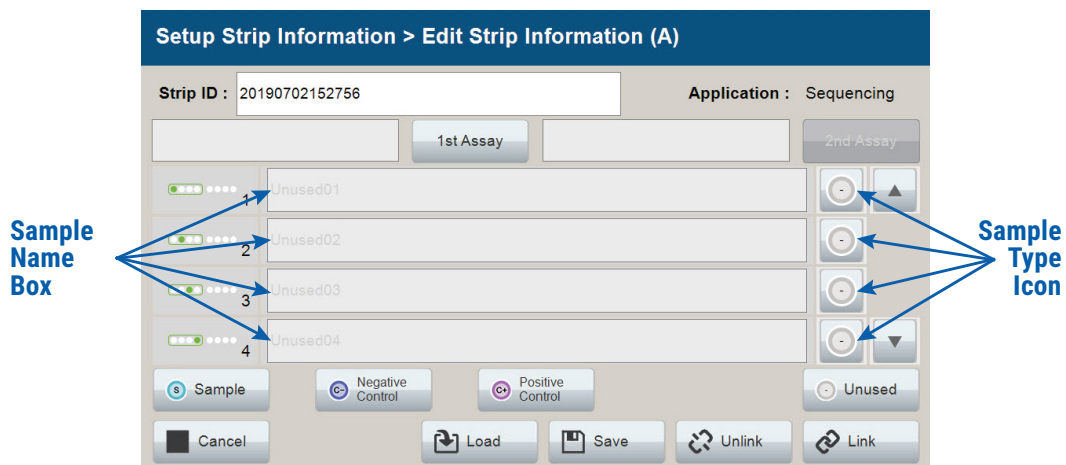 Setup Strip Information > Edit Strip Information (A)
Strip ID : 20190702152756 Application : Sequencing
1st Assay 2nd Assay
1 Unused01 -
2 Unused02 -
3 Unused03 -
4 Unused04 -
Sample
Name
Box
Sample
Type
Icon
S Sample C- Negative Control C+ Positive Control - Unused
Cancel Load Save Unlink Link